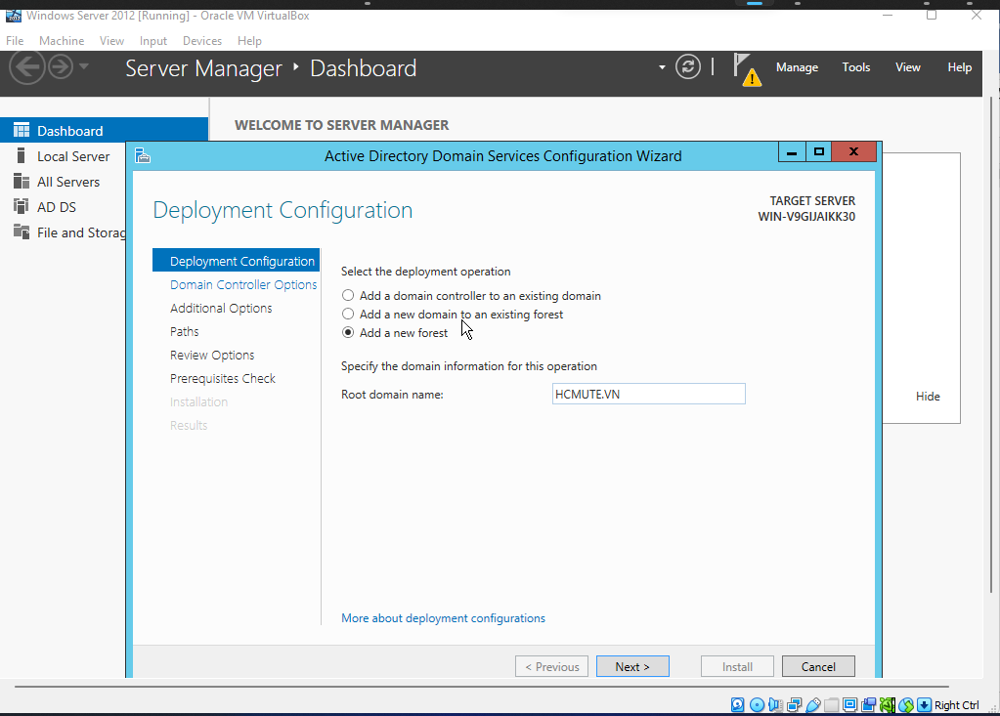 Windows Server 2012 [Running] - Oracle VM VirtualBox
File Machine View Input Devices Help
Server Manager ‣ Dashboard
Manage Tools View Help
WELCOME TO SERVER MANAGER
Dashboard
Local Server
All Servers
AD DS
File and Storag
Active Directory Domain Services Configuration Wizard
Deployment Configuration
TARGET SERVER
WIN-V9GIJAIKK30
Deployment Configuration
Domain Controller Options
Additional Options
Paths
Review Options
Prerequisites Check
Installation
Results
Select the deployment operation
Add a domain controller to an existing domain
Add a new domain to an existing forest
Add a new forest
Specify the domain information for this operation
Root domain name: HCMUTE.VN
Hide
More about deployment configurations
< Previous Next > Install Cancel
Right Ctrl